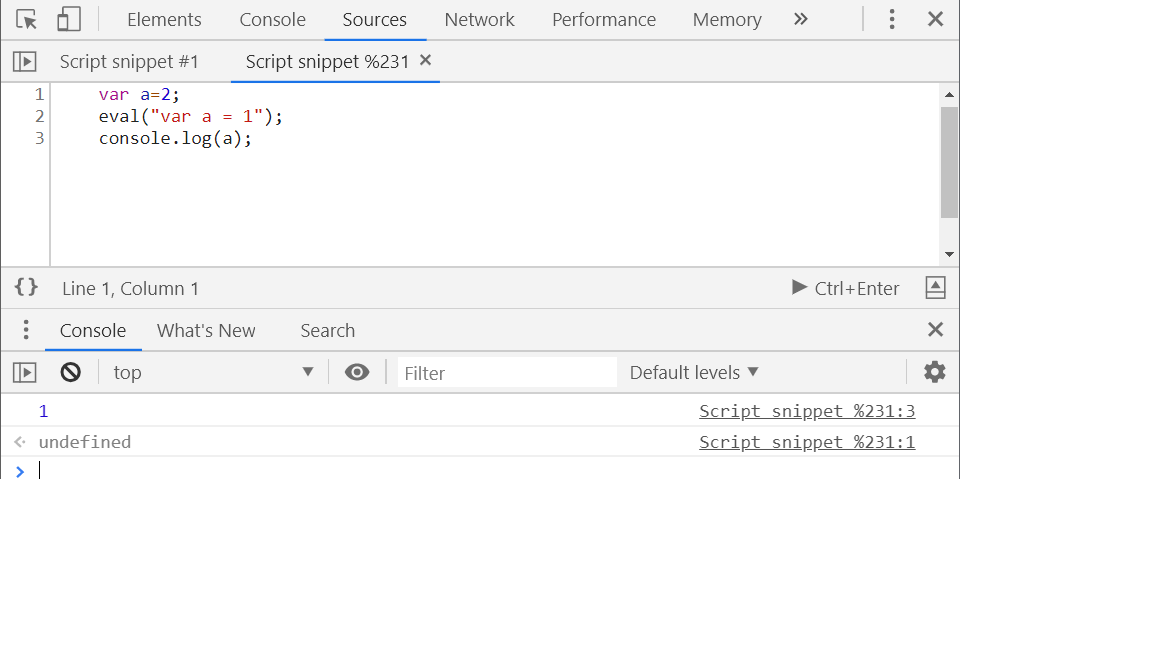 Elements Console Sources Network Performance Memory »
Script snippet #1 Script snippet %231 ×
1 var a=2;
2 eval("var a = 1");
3 console.log(a);
{} Line 1, Column 1 Ctrl+Enter
Console What's New Search
top Filter Default levels
1 Script snippet %231:3
undefined Script snippet %231:1